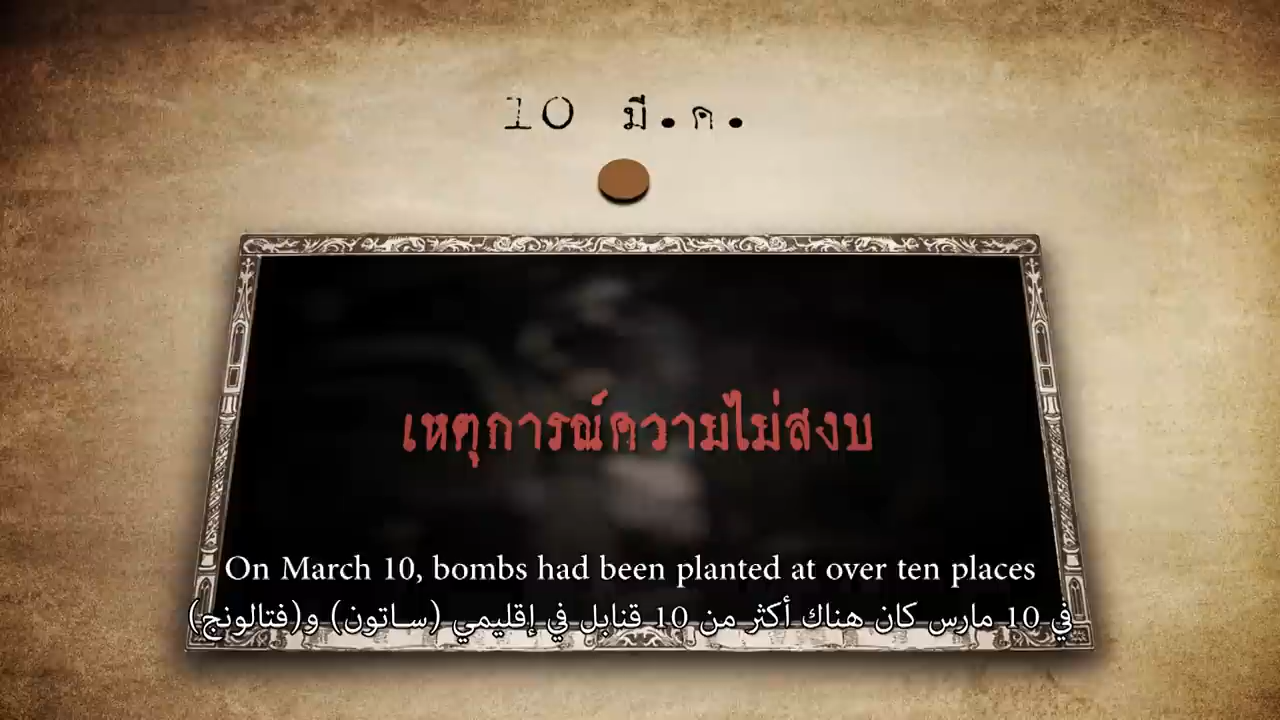 10 มี.ค.
เหตุการณ์ความไม่สงบ
On March 10, bombs had been planted at over ten places
في 10 مارس كان هناك أكثر من 10 قنابل في إقليمي (ساتون) و(فتالونج)